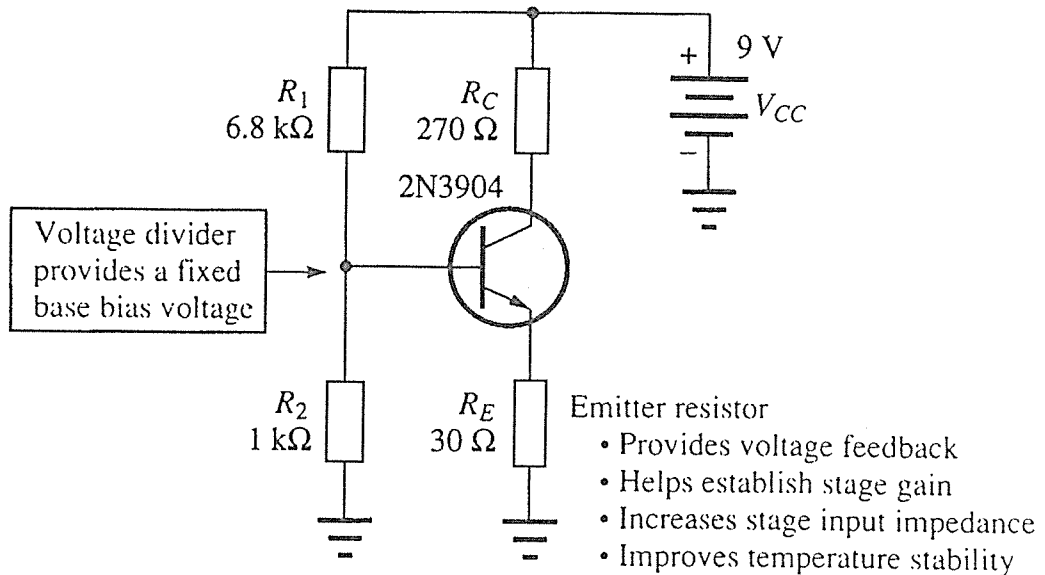 +
9 V
R1
6.8 kΩ
RC
270 Ω
VCC
−
2N3904
Voltage divider
provides a fixed
base bias voltage
R2
1 kΩ
RE
30 Ω
Emitter resistor
• Provides voltage feedback
• Helps establish stage gain
• Increases stage input impedance
• Improves temperature stability